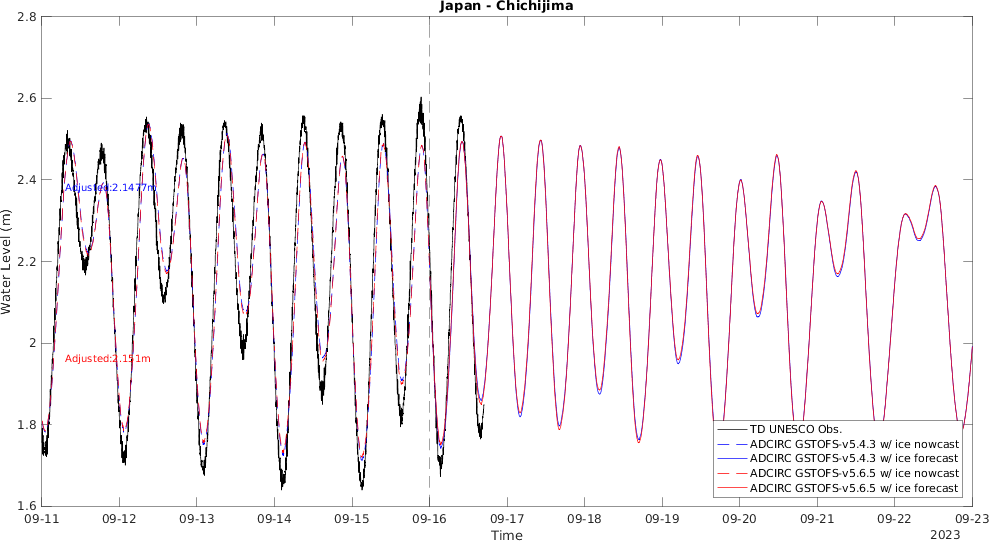 Japan - Chichijima
2.8
2.6
2.4
2.2
2
1.8
1.6
Water Level (m)
Adjusted:2.1477m
Adjusted:2.151m
TD UNESCO Obs.
ADCIRC GSTOFS-v5.4.3 w/ ice nowcast
ADCIRC GSTOFS-v5.4.3 w/ ice forecast
ADCIRC GSTOFS-v5.6.5 w/ ice nowcast
ADCIRC GSTOFS-v5.6.5 w/ ice forecast
09-11 09-12 09-13 09-14 09-15 09-16 09-17 09-18 09-19 09-20 09-21 09-22 09-23
Time
2023